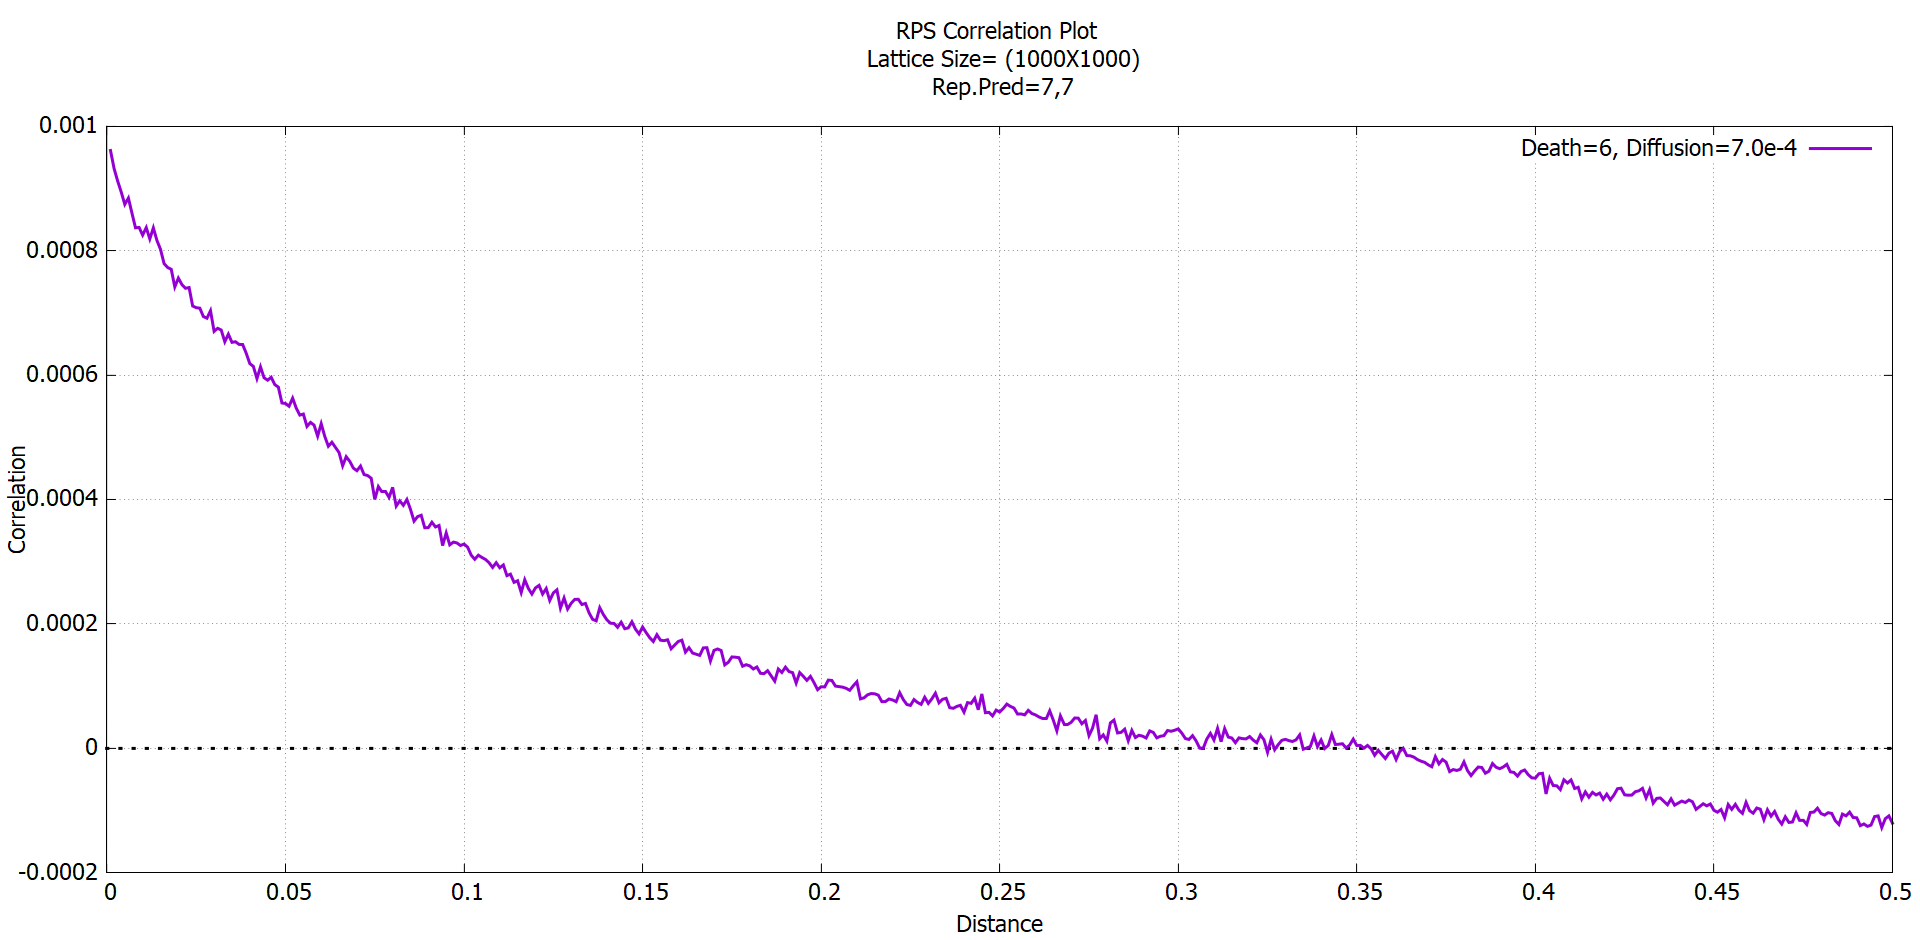 RPS Correlation Plot
Lattice Size= (1000X1000)
Rep.Pred=7,7
Death=6, Diffusion=7.0e-4
0.001
0.0008
0.0006
0.0004
0.0002
0
-0.0002
Correlation
0 0.05 0.1 0.15 0.2 0.25 0.3 0.35 0.4 0.45 0.5
Distance